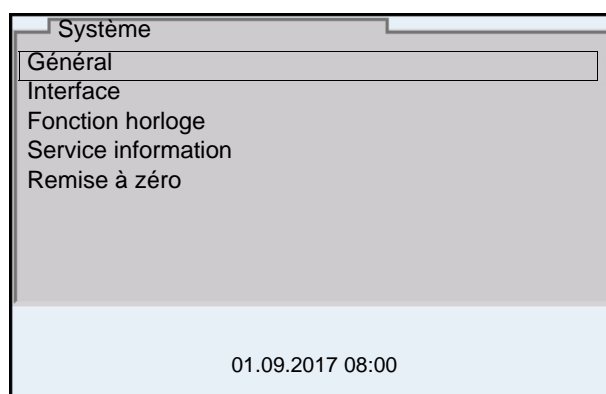 Système
Général
Interface
Fonction horloge
Service information
Remise à zéro
01.09.2017 08:00